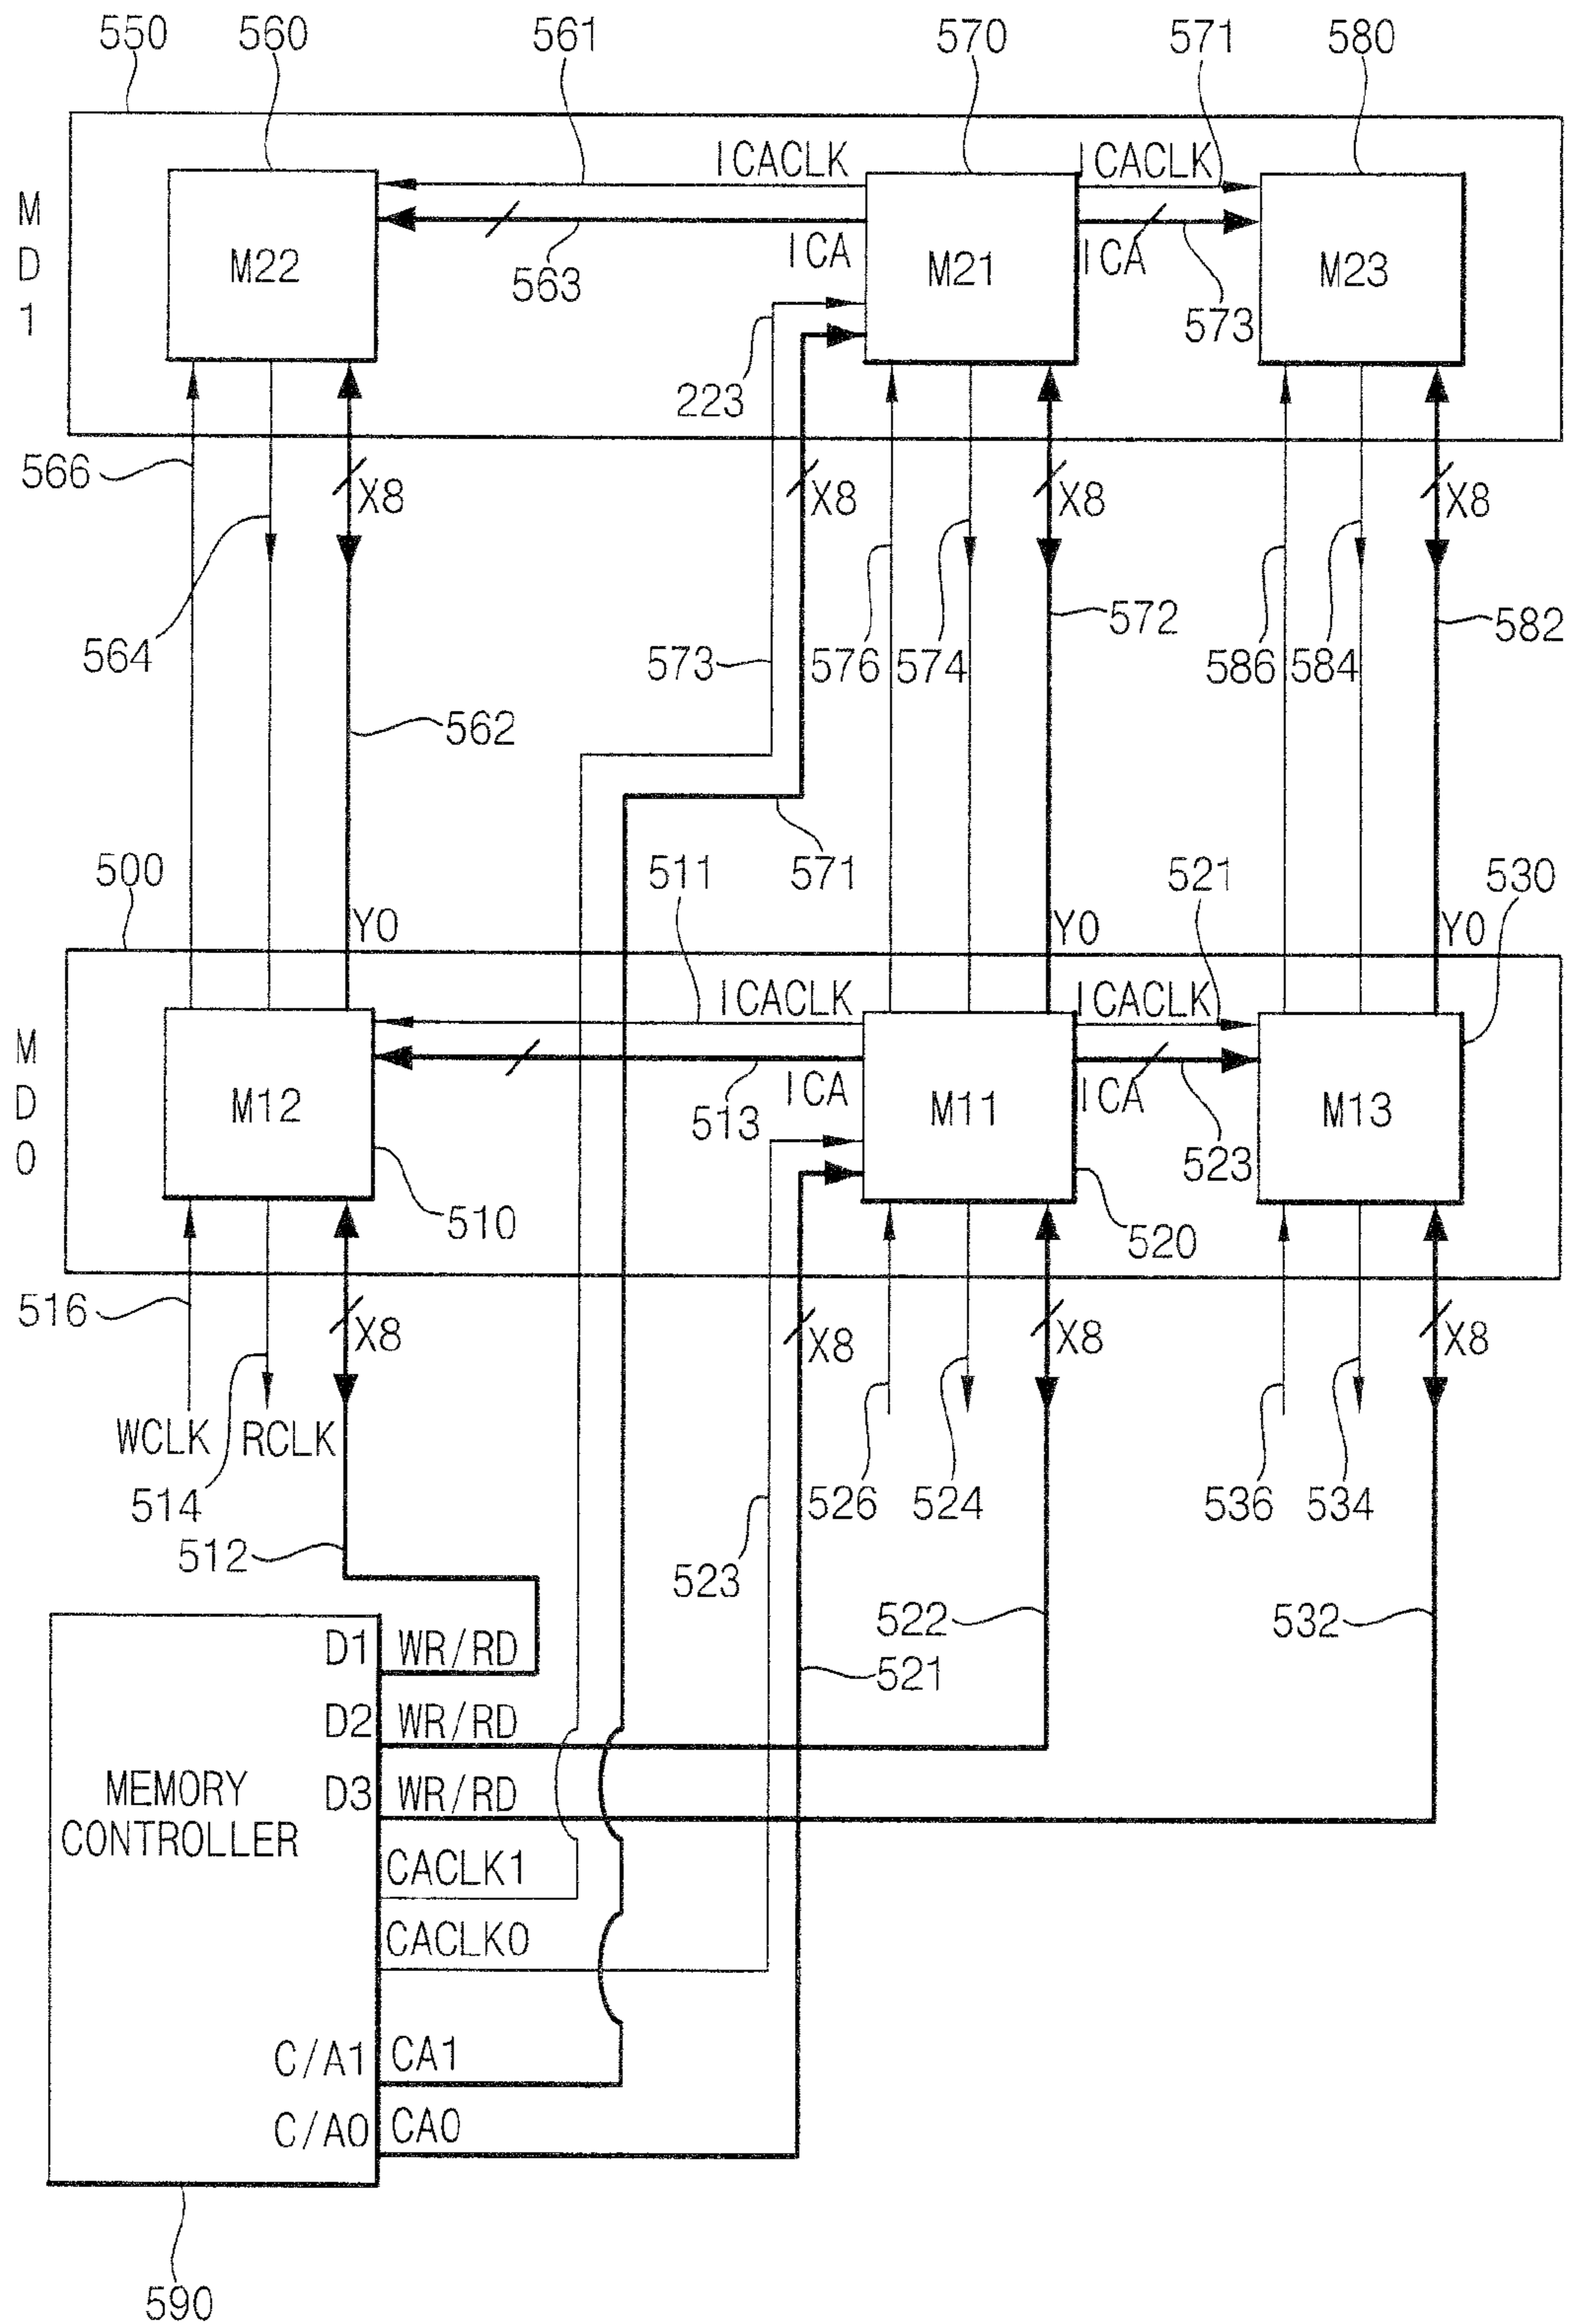 550 560 561 570 571 580
ICACLK ICACLK
MD1
M22 M21 M23
ICA ICA
563 573
223
566 X8 X8 X8 X8
564 573 576 574 572 586 584 582
562
571
500 511 521 530
Y0 Y0 Y0
ICACLK ICACLK
MD0
M12 M11 M13
ICA ICA
513 523
510 520
516 X8 X8 X8 X8
WCLK RCLK
514 526 524 536 534
512 523
522 532
521
D1 WR/RD
D2 WR/RD
D3 WR/RD
MEMORY
CONTROLLER
CACLK1
CACLK0
C/A1 CA1
C/A0 CA0
590